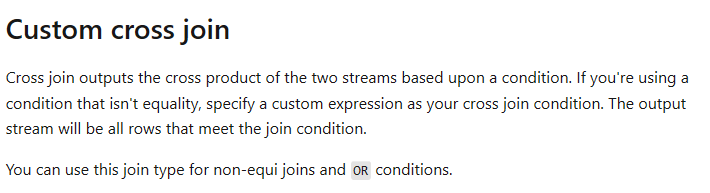 Custom cross join
Cross join outputs the cross product of the two streams based upon a condition. If you're using a
condition that isn't equality, specify a custom expression as your cross join condition. The output
stream will be all rows that meet the join condition.
You can use this join type for non-equi joins and OR conditions.